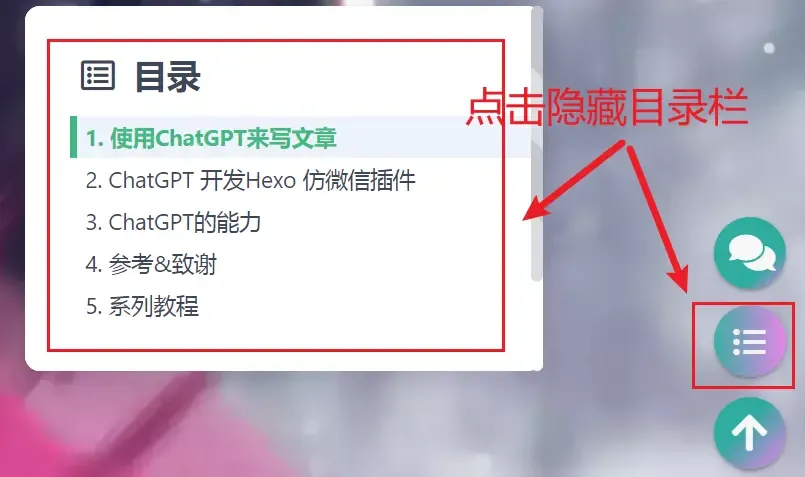 目录
点击隐藏目录栏
1. 使用ChatGPT来写文章
2. ChatGPT 开发Hexo 仿微信插件
3. ChatGPT的能力
4. 参考&致谢
5. 系列教程